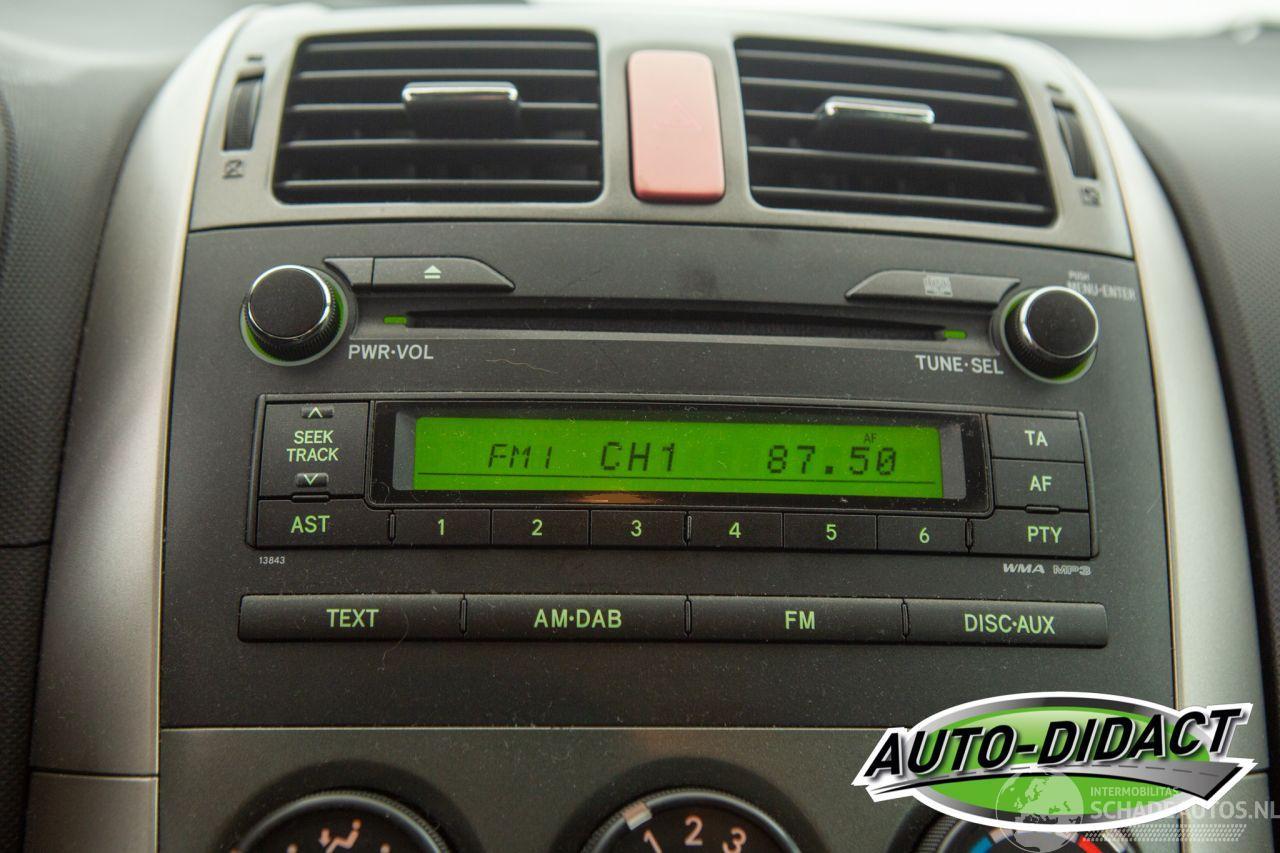 PUSH
MENU·ENTER
PWR·VOL
TUNE·SEL
SEEK
TRACK
FM1 CH1 AF 87.50
TA
AF
AST 1 2 3 4 5 6 PTY
13843
WMA MP3
TEXT AM·DAB FM DISC·AUX
AUTO-DIDACT
INTERMOBILITAS
SCHADEAUTOS.NL
1 2 3